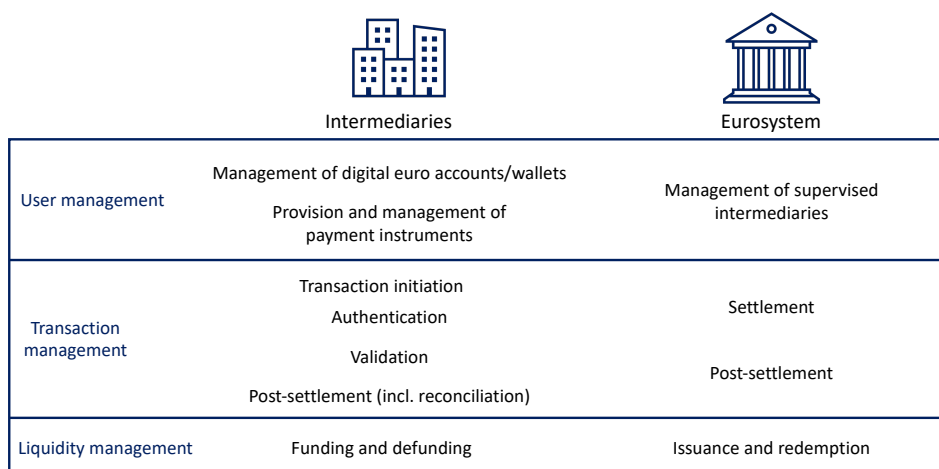 Intermediaries
Eurosystem
User management
Management of digital euro accounts/wallets
Provision and management of
payment instruments
Management of supervised
intermediaries
Transaction
management
Transaction initiation
Authentication
Validation
Post-settlement (incl. reconciliation)
Settlement
Post-settlement
Liquidity management
Funding and defunding
Issuance and redemption